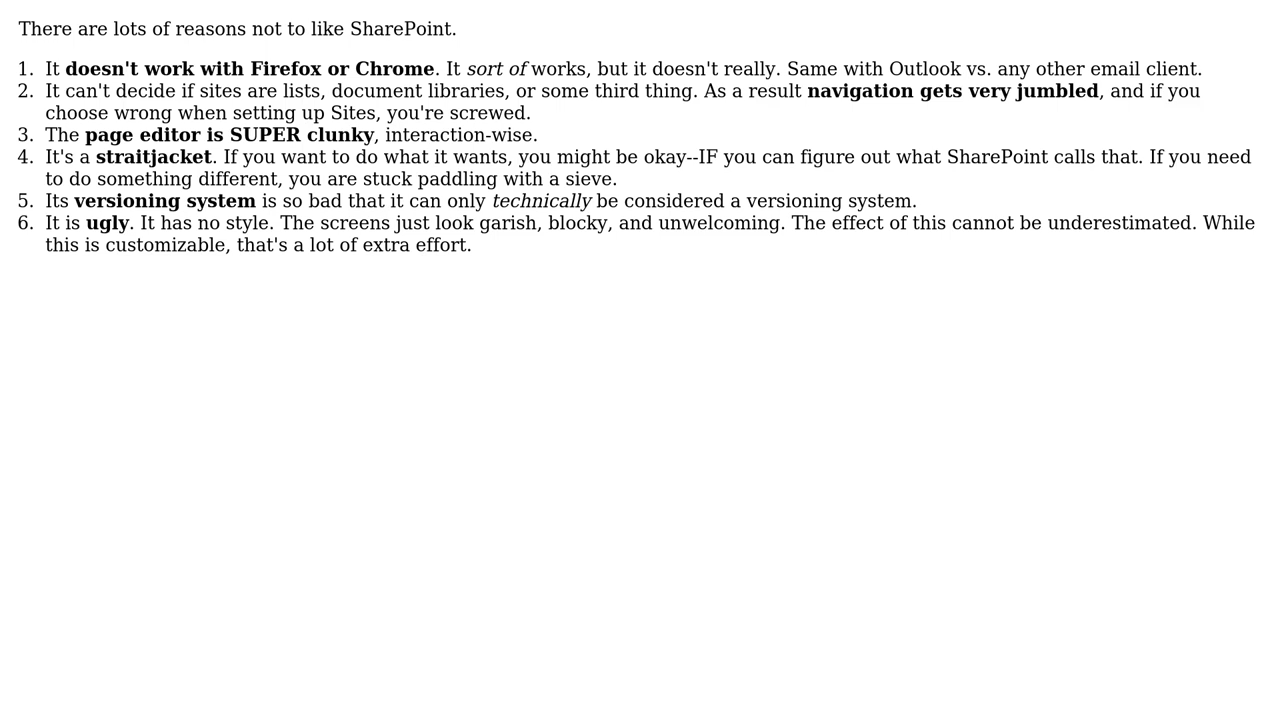 There are lots of reasons not to like SharePoint.
1. It doesn't work with Firefox or Chrome. It sort of works, but it doesn't really. Same with Outlook vs. any other email client.
2. It can't decide if sites are lists, document libraries, or some third thing. As a result navigation gets very jumbled, and if you
choose wrong when setting up Sites, you're screwed.
3. The page editor is SUPER clunky, interaction-wise.
4. It's a straitjacket. If you want to do what it wants, you might be okay--IF you can figure out what SharePoint calls that. If you need
to do something different, you are stuck paddling with a sieve.
5. Its versioning system is so bad that it can only technically be considered a versioning system.
6. It is ugly. It has no style. The screens just look garish, blocky, and unwelcoming. The effect of this cannot be underestimated. While
this is customizable, that's a lot of extra effort.